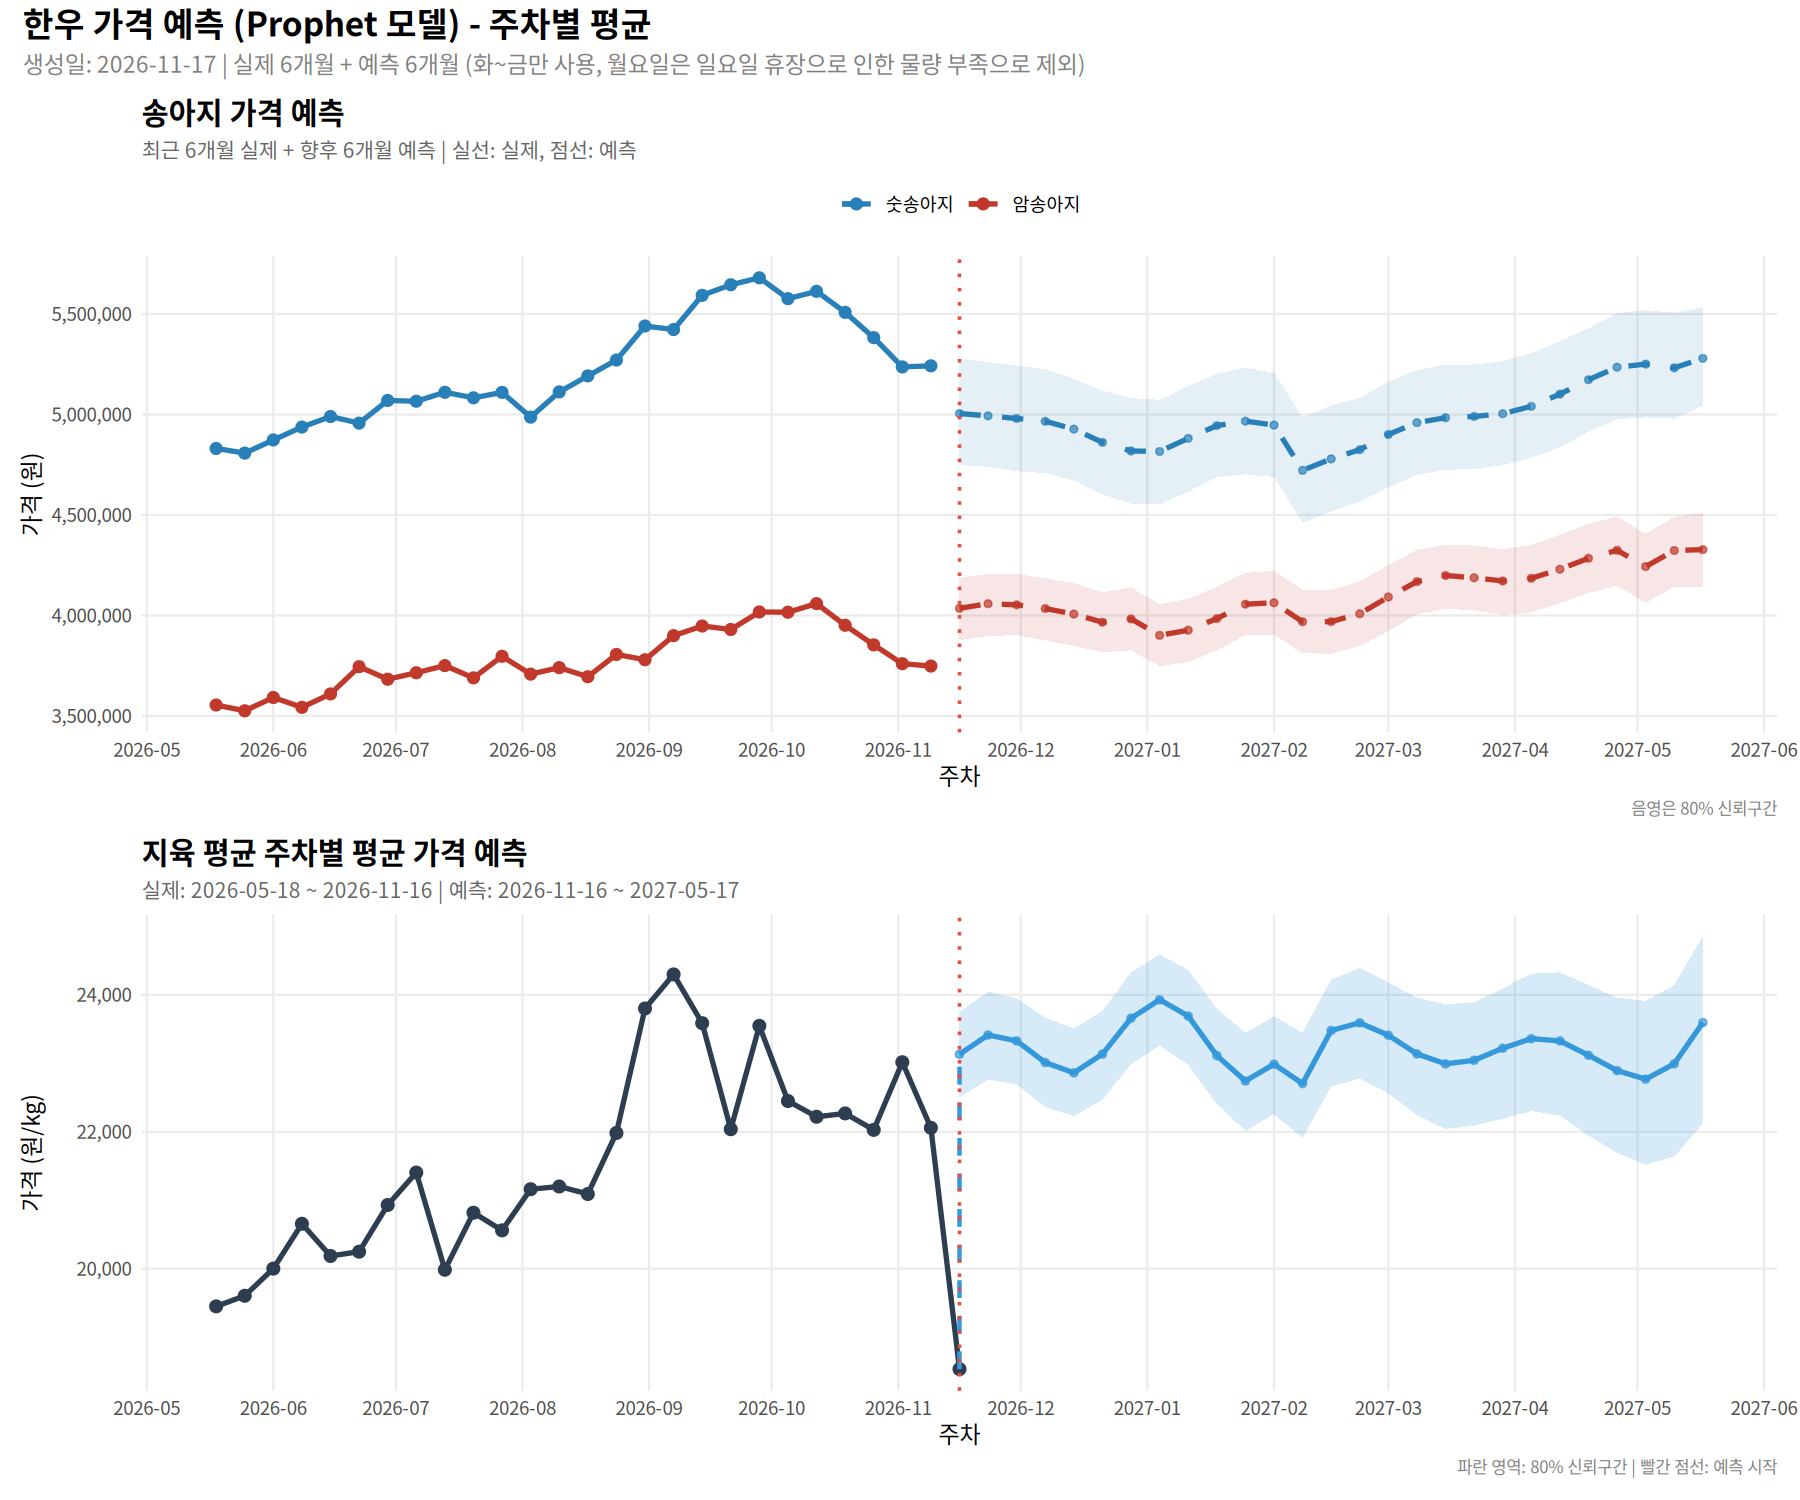 한우 가격 예측 (Prophet 모델) - 주차별 평균
생성일: 2026-11-17 | 실제 6개월 + 예측 6개월 (화~금만 사용, 월요일은 일요일 휴장으로 인한 물량 부족으로 제외)
송아지 가격 예측
최근 6개월 실제 + 향후 6개월 예측 | 실선: 실제, 점선: 예측
숫송아지 암송아지
가격 (원)
5,500,000
5,000,000
4,500,000
4,000,000
3,500,000
2026-05 2026-06 2026-07 2026-08 2026-09 2026-10 2026-11 2026-12 2027-01 2027-02 2027-03 2027-04 2027-05 2027-06
주차
음영은 80% 신뢰구간
지육 평균 주차별 평균 가격 예측
실제: 2026-05-18 ~ 2026-11-16 | 예측: 2026-11-16 ~ 2027-05-17
가격 (원/kg)
24,000
22,000
20,000
2026-05 2026-06 2026-07 2026-08 2026-09 2026-10 2026-11 2026-12 2027-01 2027-02 2027-03 2027-04 2027-05 2027-06
주차
파란 영역: 80% 신뢰구간 | 빨간 점선: 예측 시작